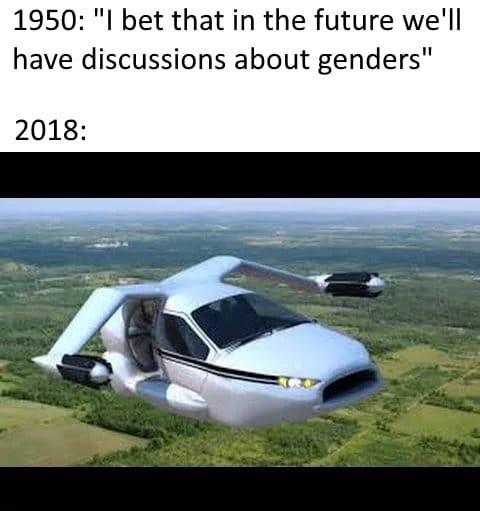 1950: "I bet that in the future we'll
have discussions about genders"
2018: